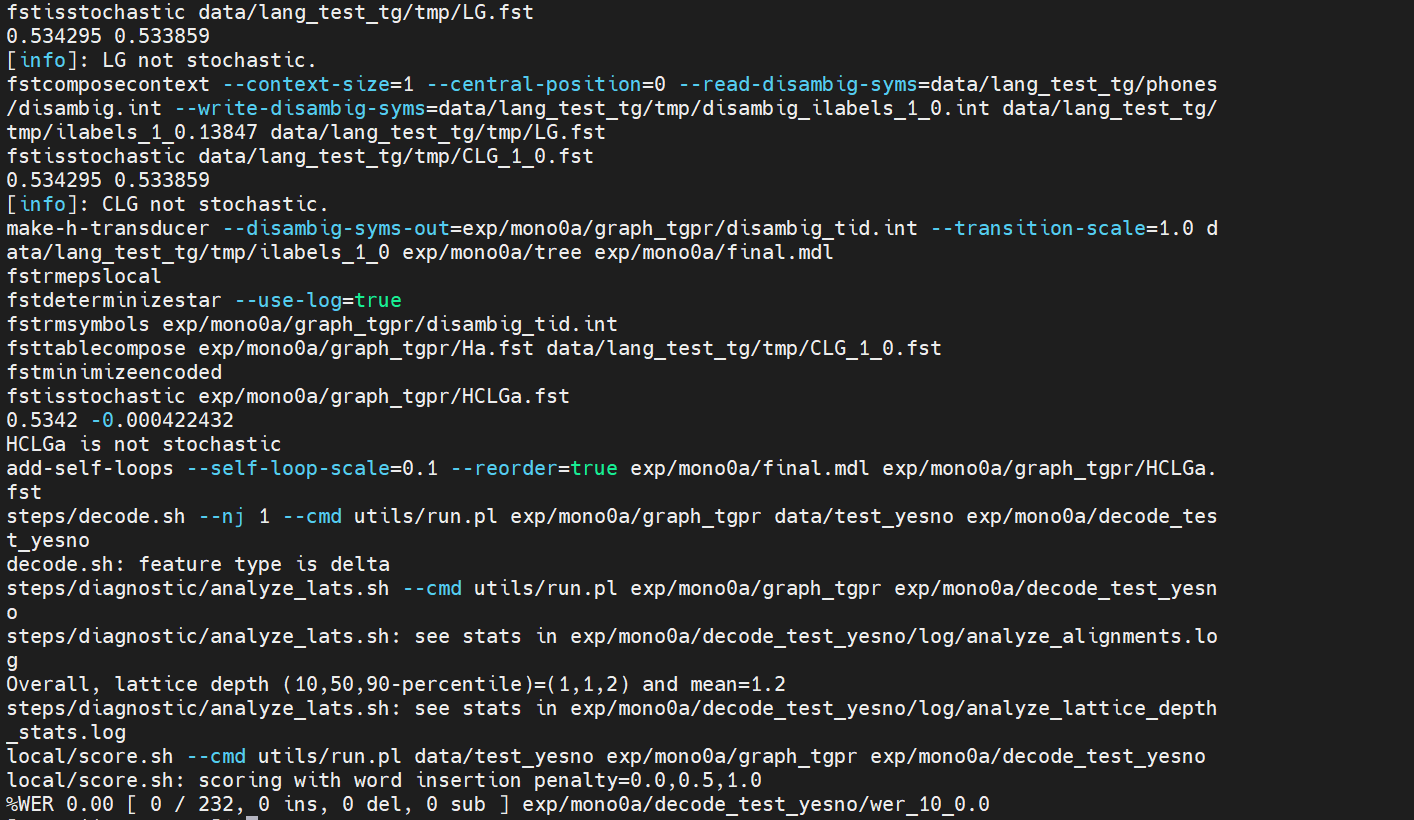 fstisstochastic data/lang_test_tg/tmp/LG.fst
0.534295 0.533859
[info]: LG not stochastic.
fstcomposecontext --context-size=1 --central-position=0 --read-disambig-syms=data/lang_test_tg/phones
/disambig.int --write-disambig-syms=data/lang_test_tg/tmp/disambig_ilabels_1_0.int data/lang_test_tg/
tmp/ilabels_1_0.13847 data/lang_test_tg/tmp/LG.fst
fstisstochastic data/lang_test_tg/tmp/CLG_1_0.fst
0.534295 0.533859
[info]: CLG not stochastic.
make-h-transducer --disambig-syms-out=exp/mono0a/graph_tgpr/disambig_tid.int --transition-scale=1.0 d
ata/lang_test_tg/tmp/ilabels_1_0 exp/mono0a/tree exp/mono0a/final.mdl
fstrmepslocal
fstdeterminizestar --use-log=true
fstrmsymbols exp/mono0a/graph_tgpr/disambig_tid.int
fsttablecompose exp/mono0a/graph_tgpr/Ha.fst data/lang_test_tg/tmp/CLG_1_0.fst
fstminimizeencoded
fstisstochastic exp/mono0a/graph_tgpr/HCLGa.fst
0.5342 -0.000422432
HCLGa is not stochastic
add-self-loops --self-loop-scale=0.1 --reorder=true exp/mono0a/final.mdl exp/mono0a/graph_tgpr/HCLGa.
fst
steps/decode.sh --nj 1 --cmd utils/run.pl exp/mono0a/graph_tgpr data/test_yesno exp/mono0a/decode_tes
t_yesno
decode.sh: feature type is delta
steps/diagnostic/analyze_lats.sh --cmd utils/run.pl exp/mono0a/graph_tgpr exp/mono0a/decode_test_yesn
o
steps/diagnostic/analyze_lats.sh: see stats in exp/mono0a/decode_test_yesno/log/analyze_alignments.lo
g
Overall, lattice depth (10,50,90-percentile)=(1,1,2) and mean=1.2
steps/diagnostic/analyze_lats.sh: see stats in exp/mono0a/decode_test_yesno/log/analyze_lattice_depth
_stats.log
local/score.sh --cmd utils/run.pl data/test_yesno exp/mono0a/graph_tgpr exp/mono0a/decode_test_yesno
local/score.sh: scoring with word insertion penalty=0.0,0.5,1.0
%WER 0.00 [ 0 / 232, 0 ins, 0 del, 0 sub ] exp/mono0a/decode_test_yesno/wer_10_0.0